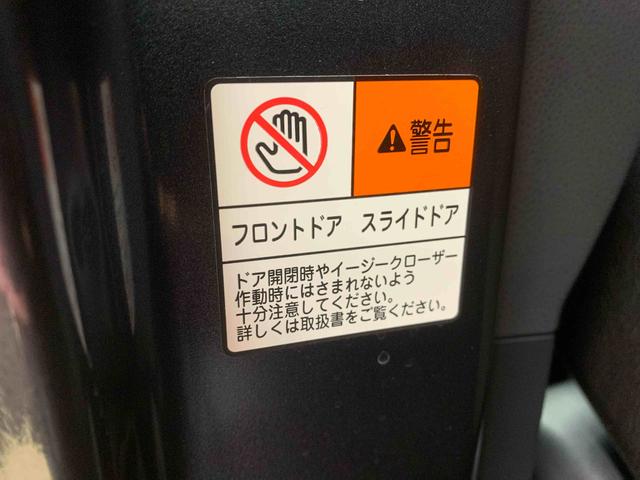 警告
フロントドア スライドドア
ドア開閉時やイージークローザー
作動時にはさまれないよう
十分注意してください。
詳しくは取扱書をご覧ください。